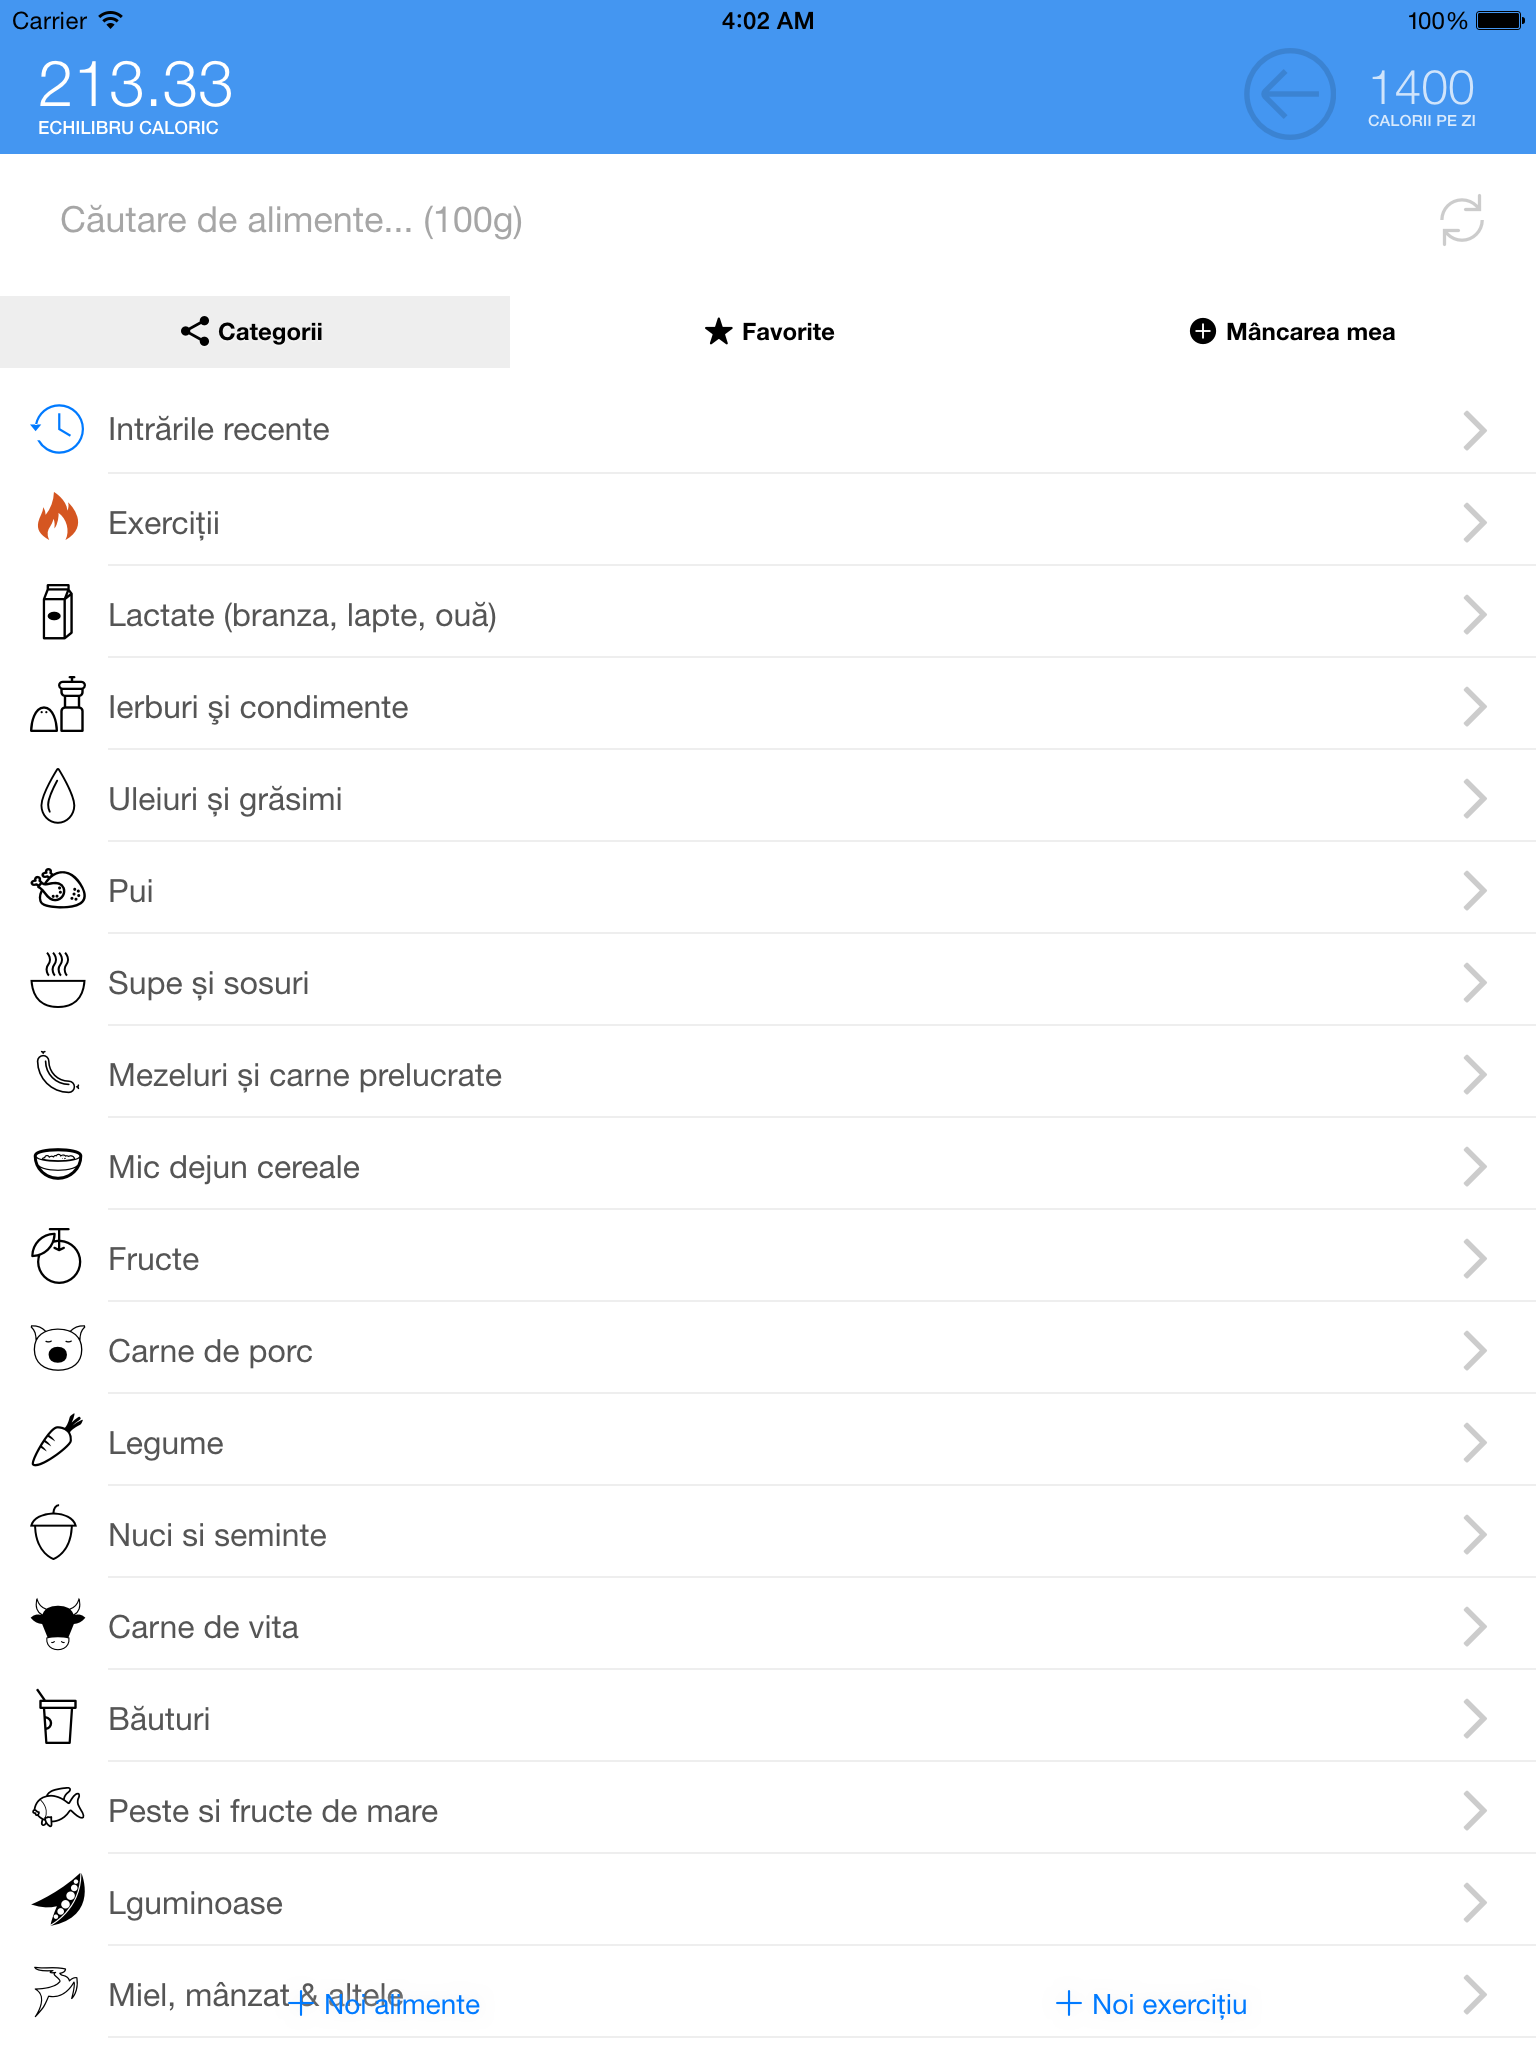 Carrier 4:02 AM 100%
213.33
ECHILIBRU CALORIC
1400
CALORII PE ZI
Căutare de alimente... (100g)
Categorii Favorite Mâncarea mea
Intrările recente
Exerciții
Lactate (branza, lapte, ouă)
Ierburi şi condimente
Uleiuri și grăsimi
Pui
Supe și sosuri
Mezeluri și carne prelucrate
Mic dejun cereale
Fructe
Carne de porc
Legume
Nuci si seminte
Carne de vita
Băuturi
Peste si fructe de mare
Lguminoase
Miel, mânzat & altele
Noi alimente Noi exercițiu